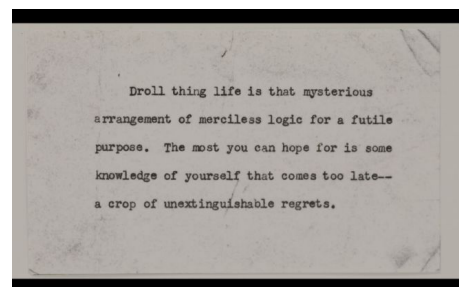 Droll thing life is that mysterious
arrangement of merciless logic for a futile
purpose. The most you can hope for is some
knowledge of yourself that comes too late--
a crop of unextinguishable regrets.